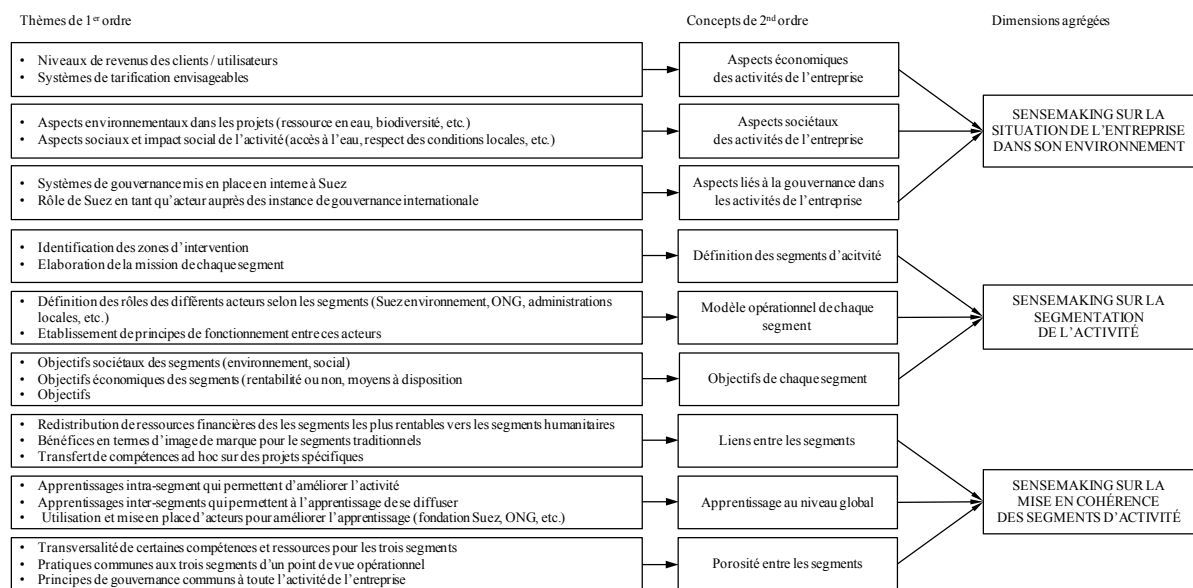 Thèmes de 1er ordre
Concepts de 2nd ordre
Dimensions agrégées
• Niveaux de revenus des clients / utilisateurs
• Systèmes de tarification envisageables
Aspects économiques
des activités de l'entreprise
• Aspects environnementaux dans les projets (ressource en eau, biodiversité, etc.)
• Aspects sociaux et impact social de l'activité (accès à l'eau, respect des conditions locales, etc.)
Aspects sociétaux
des activités de l'entreprise
• Systèmes de gouvernance mis en place en interne à Suez
• Rôle de Suez en tant qu'acteur auprès des instance de gouvernance internationale
Aspects liés à la gouvernance dans
les activités de l'entreprise
SENSEMAKING SUR LA
SITUATION DE L'ENTREPRISE
DANS SON ENVIRONNEMENT
• Identification des zones d'intervention
• Elaboration de la mission de chaque segment
Définition des segments d'acitvité
• Définition des rôles des différents acteurs selon les segments (Suez environnement, ONG, administrations
locales, etc.)
• Etablissement de principes de fonctionnement entre ces acteurs
Modèle opérationnel de chaque
segment
• Objectifs sociétaux des segments (environnement, social)
• Objectifs économiques des segments (rentabilité ou non, moyens à disposition
• Objectifs
Objectifs de chaque segment
SENSEMAKING SUR LA
SEGMENTATION
DE L'ACTIVITÉ
• Redistribution de ressources financières des les segments les plus rentables vers les segments humanitaires
• Bénéfices en termes d'image de marque pour le segments traditionnels
• Transfert de compétences ad hoc sur des projets spécifiques
Liens entre les segments
• Apprentissages intra-segment qui permettent d'améliorer l'activité
• Apprentissages inter-segments qui permettent à l'apprentissage de se diffuser
• Utilisation et mise en place d'acteurs pour améliorer l'apprentissage (fondation Suez, ONG, etc.)
Apprentissage au niveau global
• Transversalité de certaines compétences et ressources pour les trois segments
• Pratiques communes aux trois segments d'un point de vue opérationnel
• Principes de gouvernance communs à toute l'activité de l'entreprise
Porosité entre les segments
SENSEMAKING SUR LA
MISE EN COHÉRENCE
DES SEGMENTS D'ACTIVITÉ